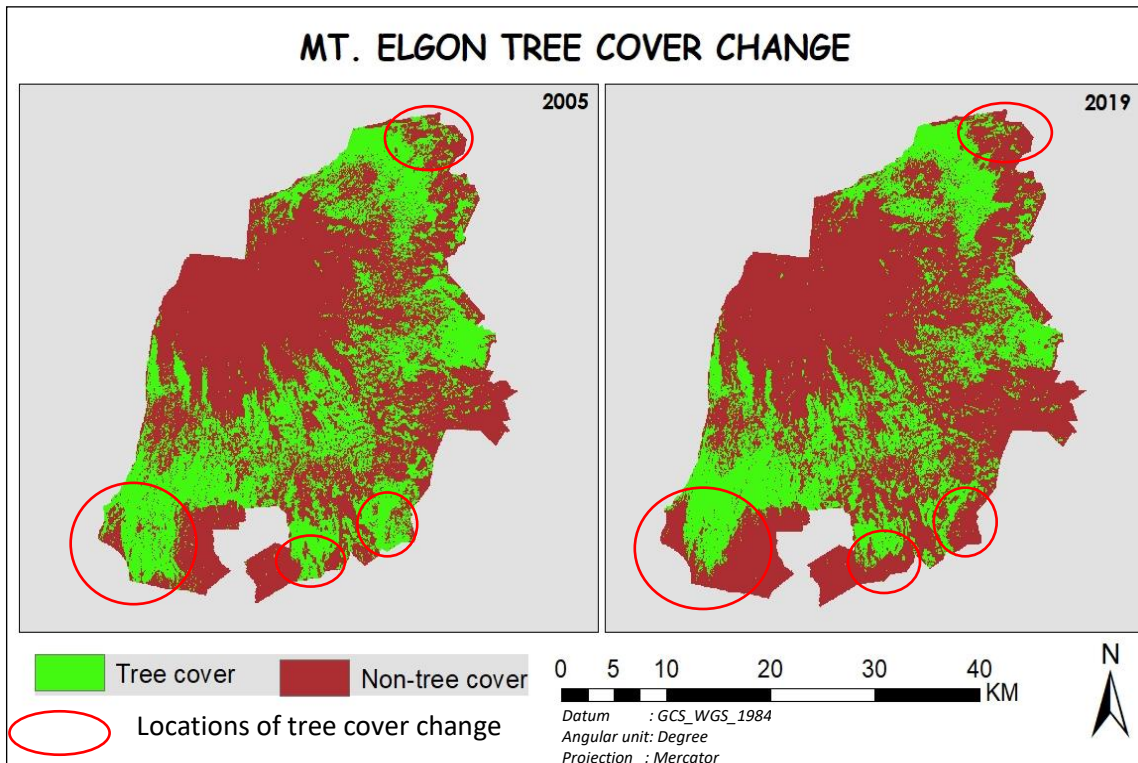 MT. ELGON TREE COVER CHANGE
2005
2019
Tree cover
Non-tree cover
Locations of tree cover change
0 5 10 20 30 40
KM
Datum : GCS_WGS_1984
Angular unit: Degree
Projection : Mercator
N